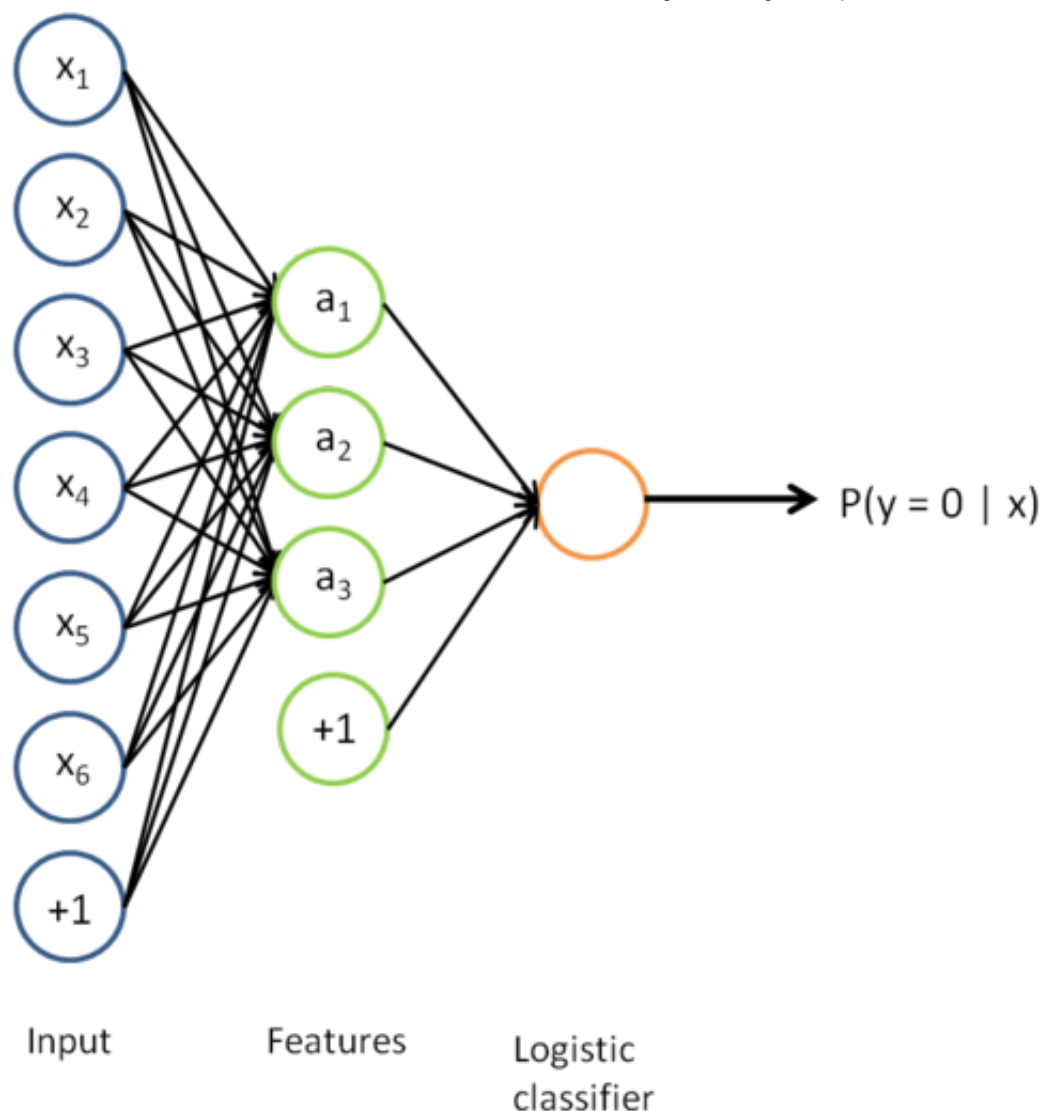 x1
x2
x3
x4
x5
x6
+1
a1
a2
a3
+1
P(y = 0 | x)
Input
Features
Logistic
classifier